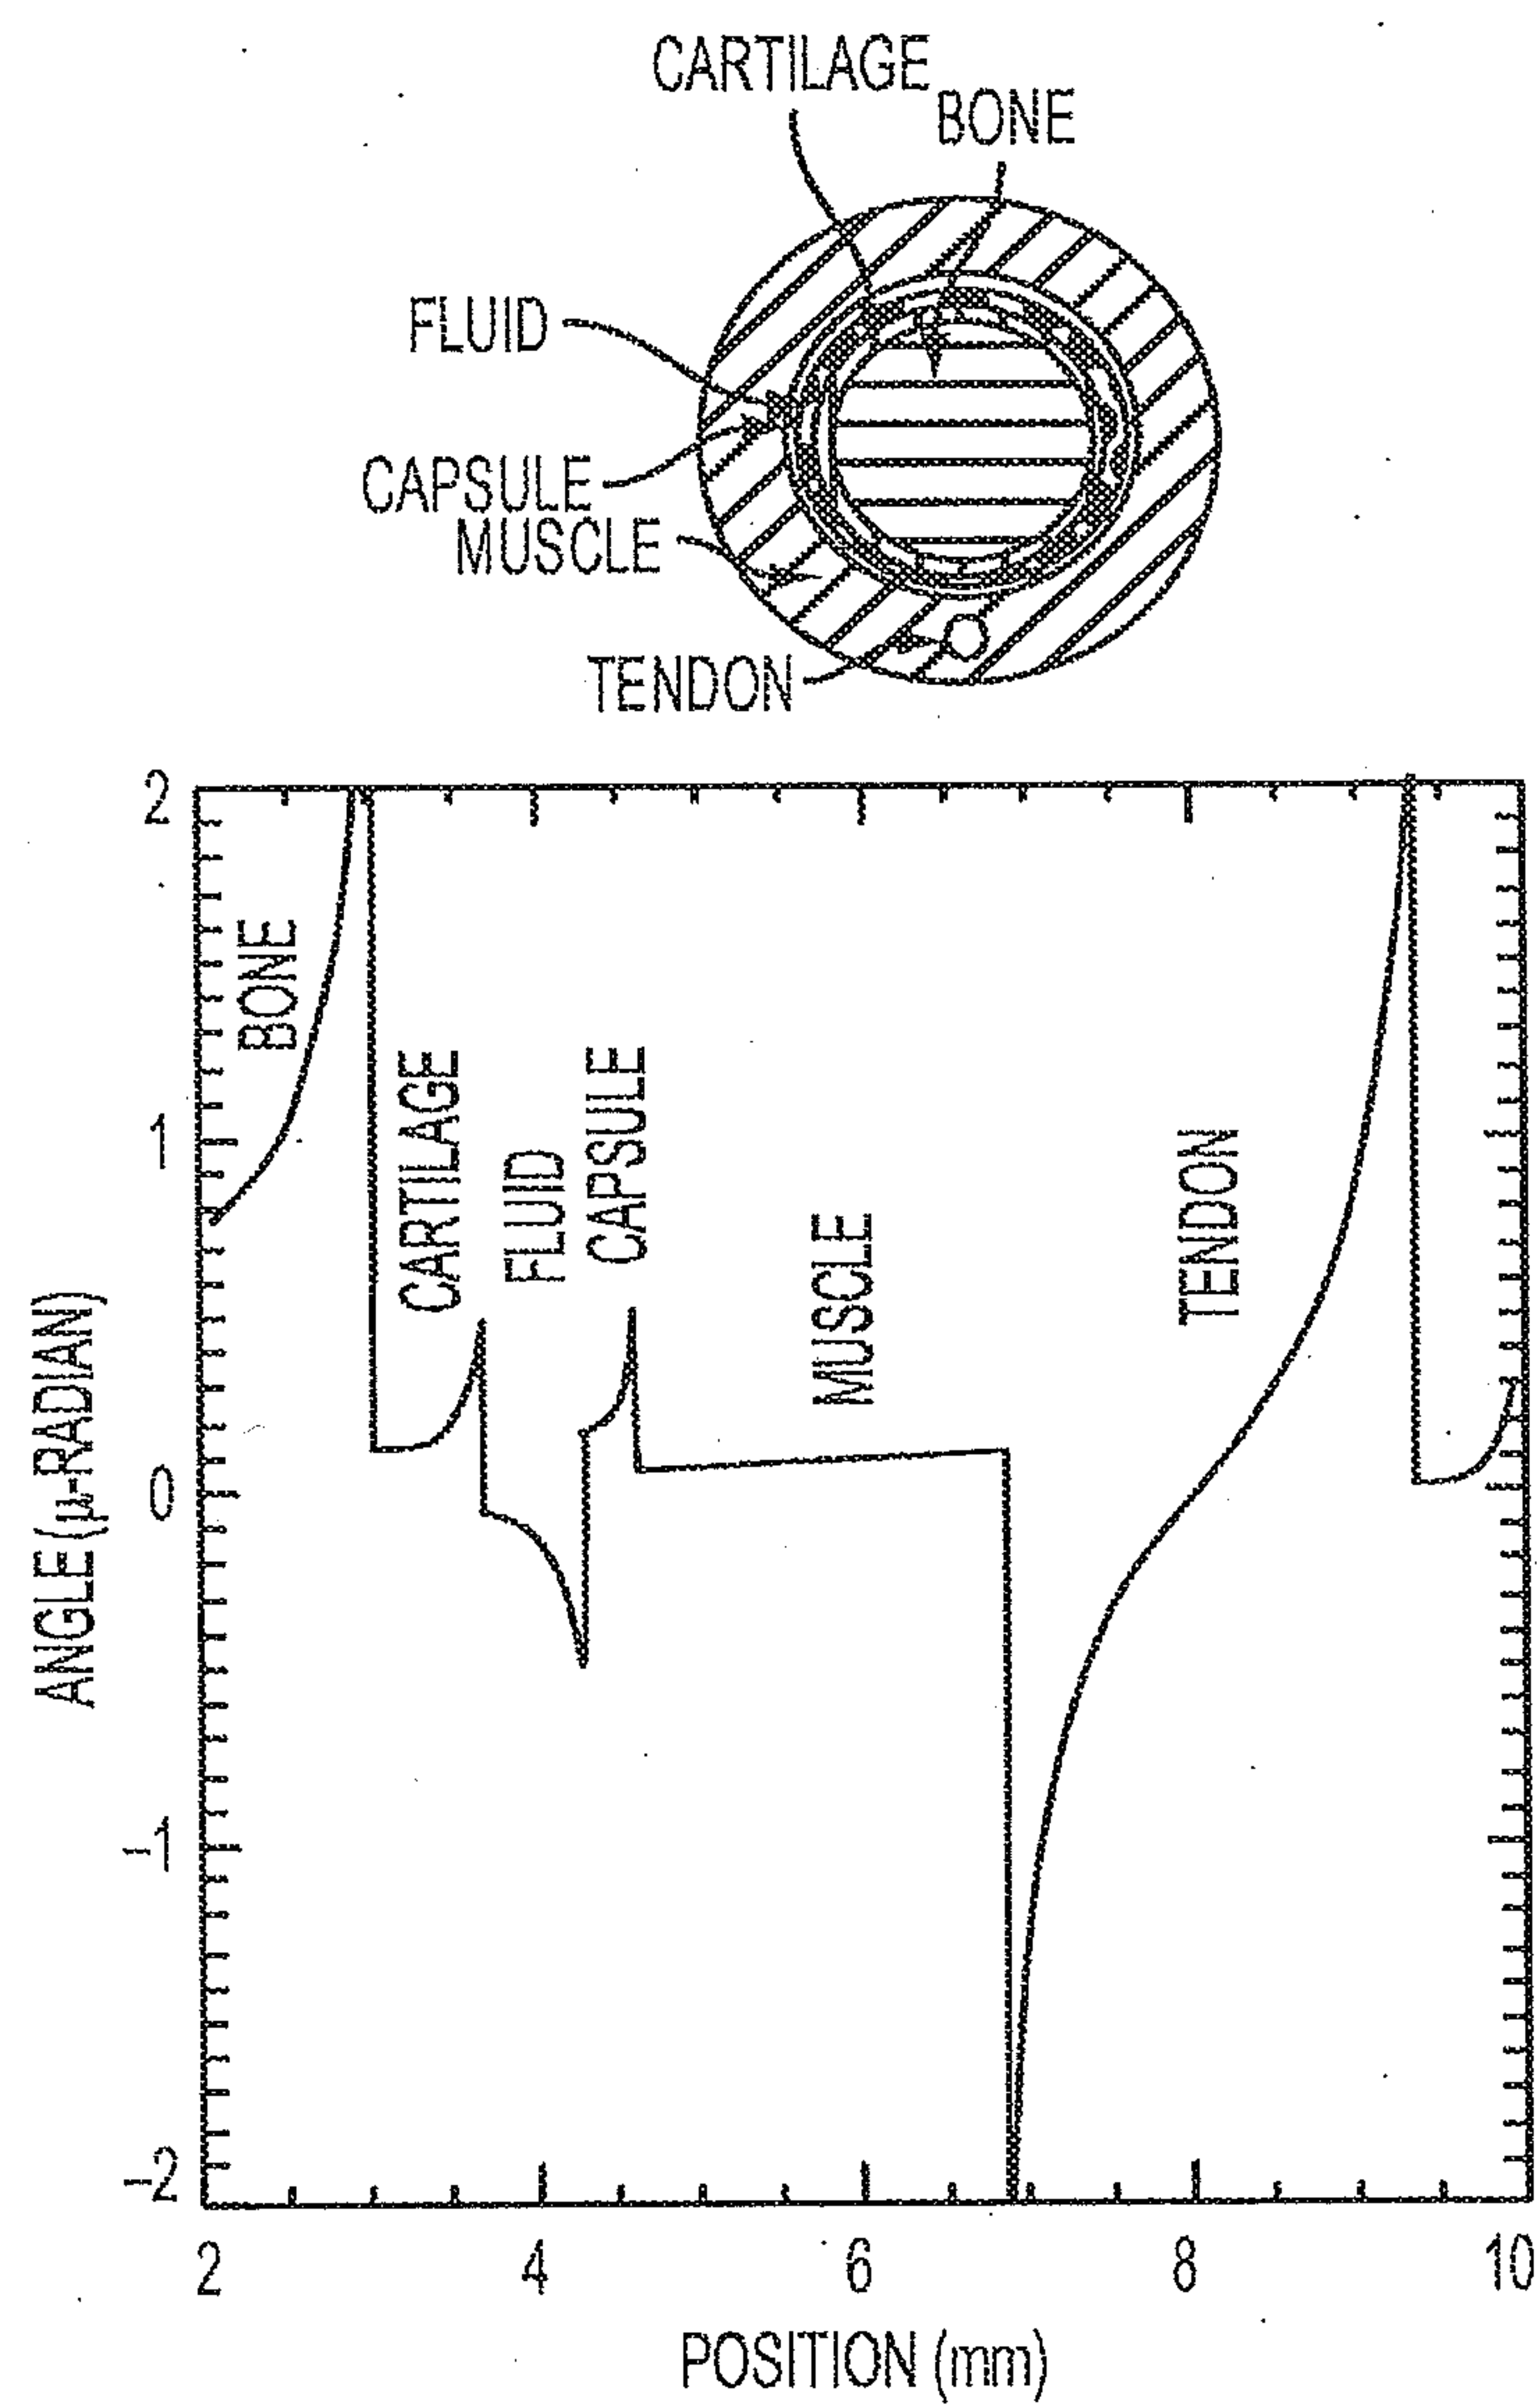 CARTILAGE
BONE
FLUID
CAPSULE
MUSCLE
TENDON
2
1
0
-1
-2
ANGLE (μ-RADIAN)
BONE
CARTILAGE
FLUID
CAPSULE
MUSCLE
TENDON
2
4
6
8
10
POSITION (mm)